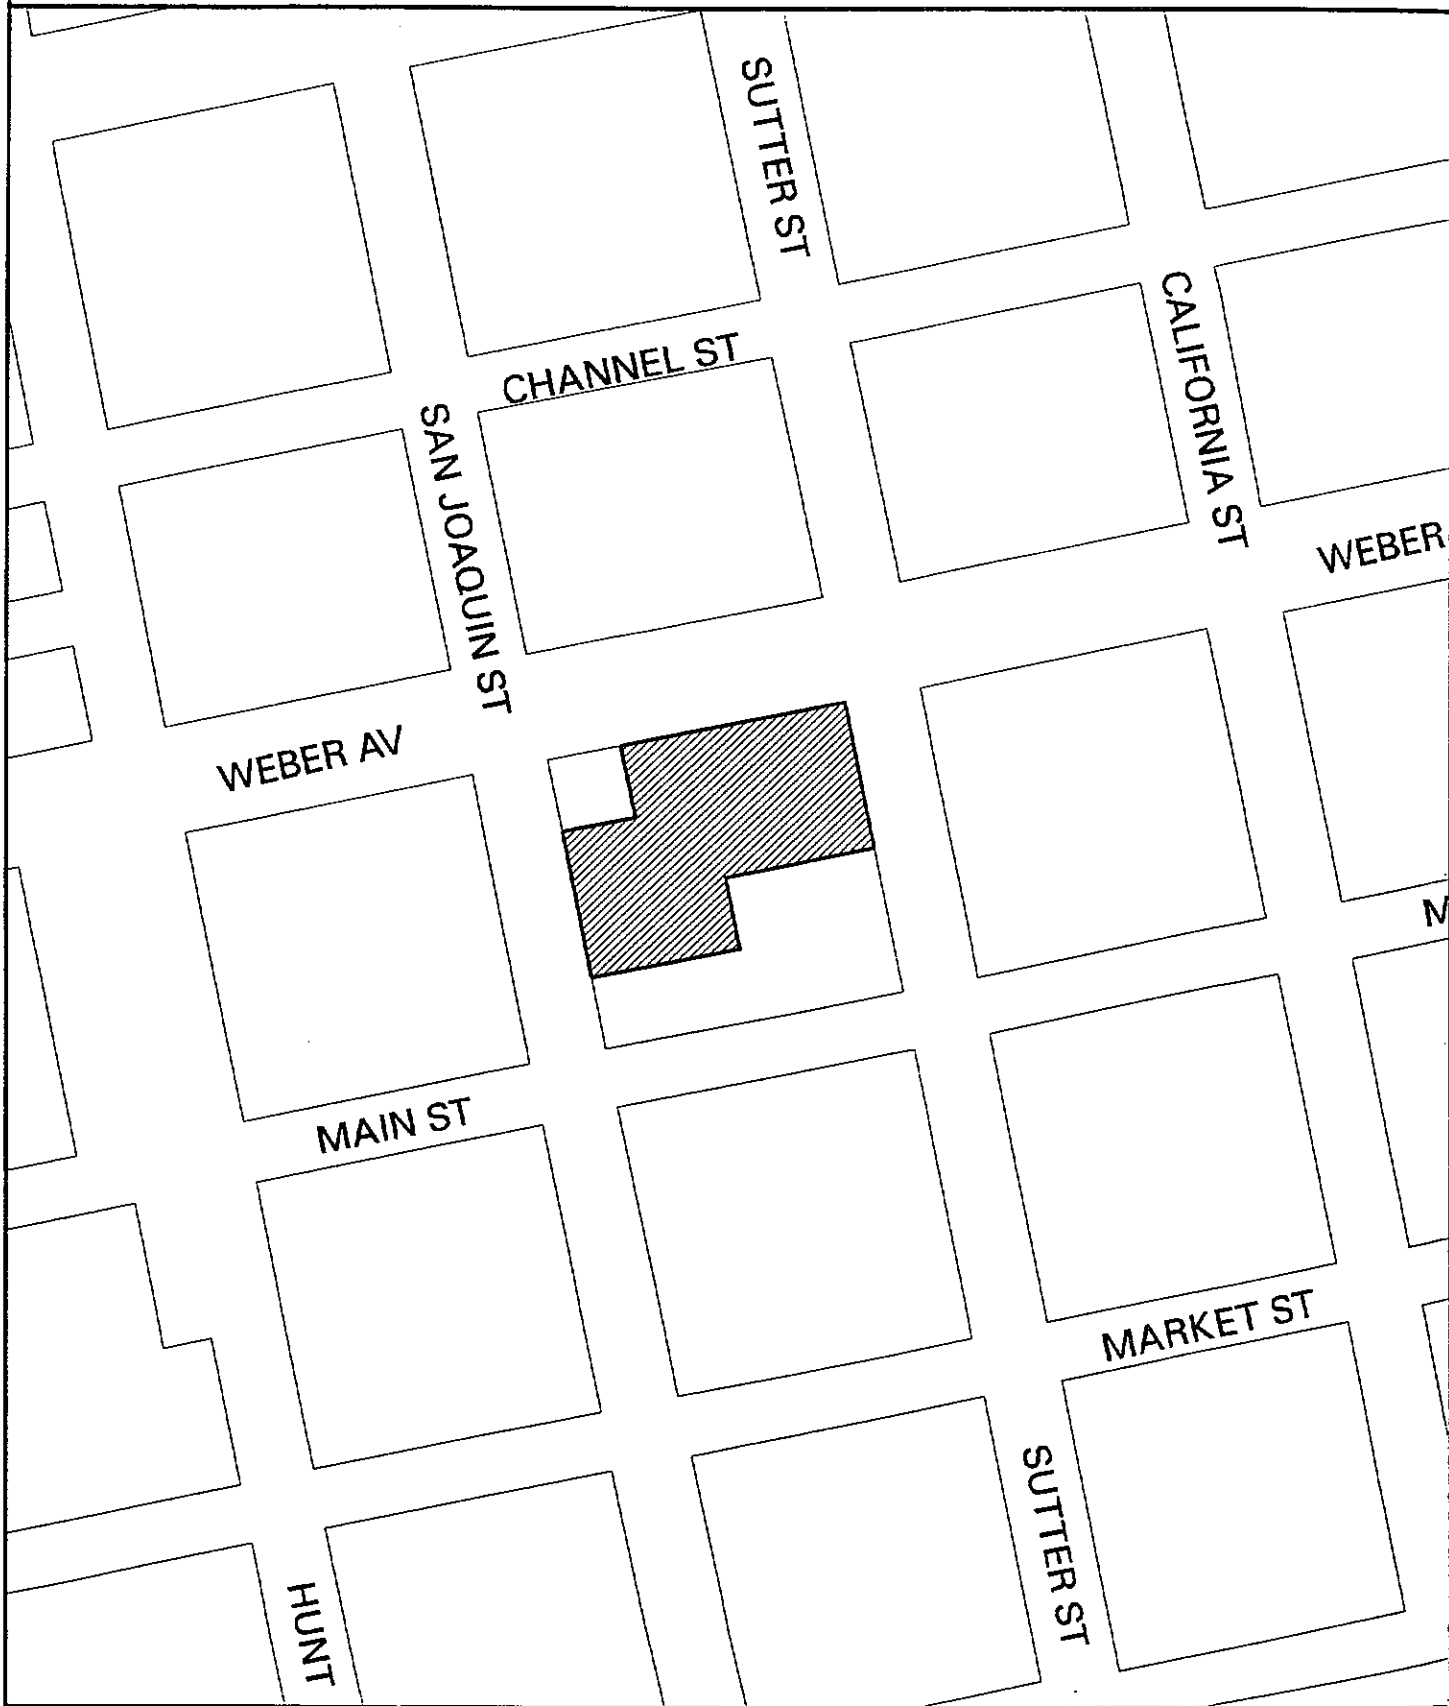 SUTTER ST
CHANNEL ST
CALIFORNIA ST
SAN JOAQUIN ST
WEBER
WEBER AV
M
MAIN ST
MARKET ST
SUTTER ST
HUNT